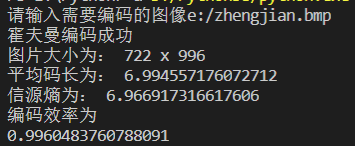 请输入需要编码的图像e:/zhengjian.bmp
霍夫曼编码成功
图片大小为： 722 x 996
平均码长为： 6.994557176072712
信源熵为： 6.966917316617606
编码效率为
0.9960483760788091